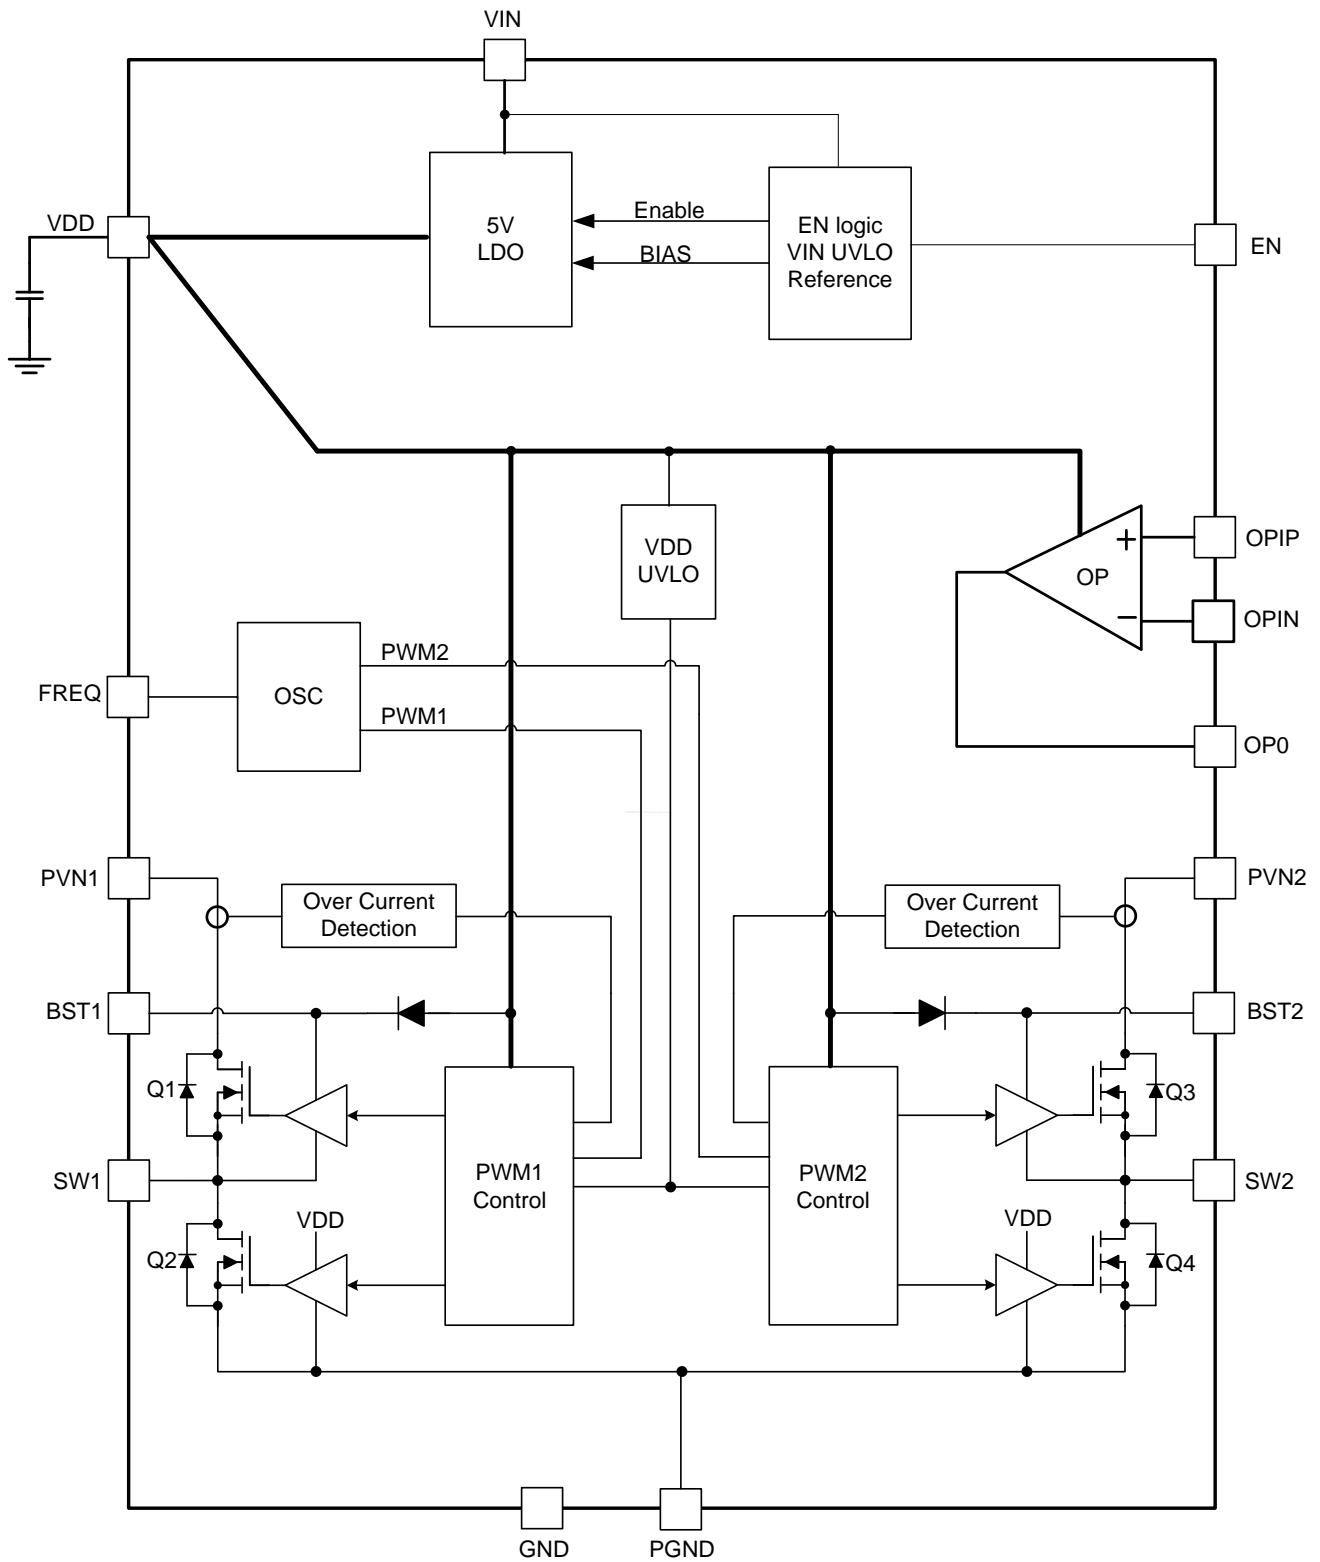 VIN
VDD
5V
LDO
Enable
BIAS
EN logic
VIN UVLO
Reference
EN
VDD
UVLO
+
OP
−
OPIP
OPIN
OP0
FREQ
OSC
PWM2
PWM1
PVN1
Over Current
Detection
Over Current
Detection
PVN2
BST1
BST2
Q1
Q3
SW1
PWM1
Control
PWM2
Control
SW2
VDD
VDD
Q2
Q4
GND
PGND